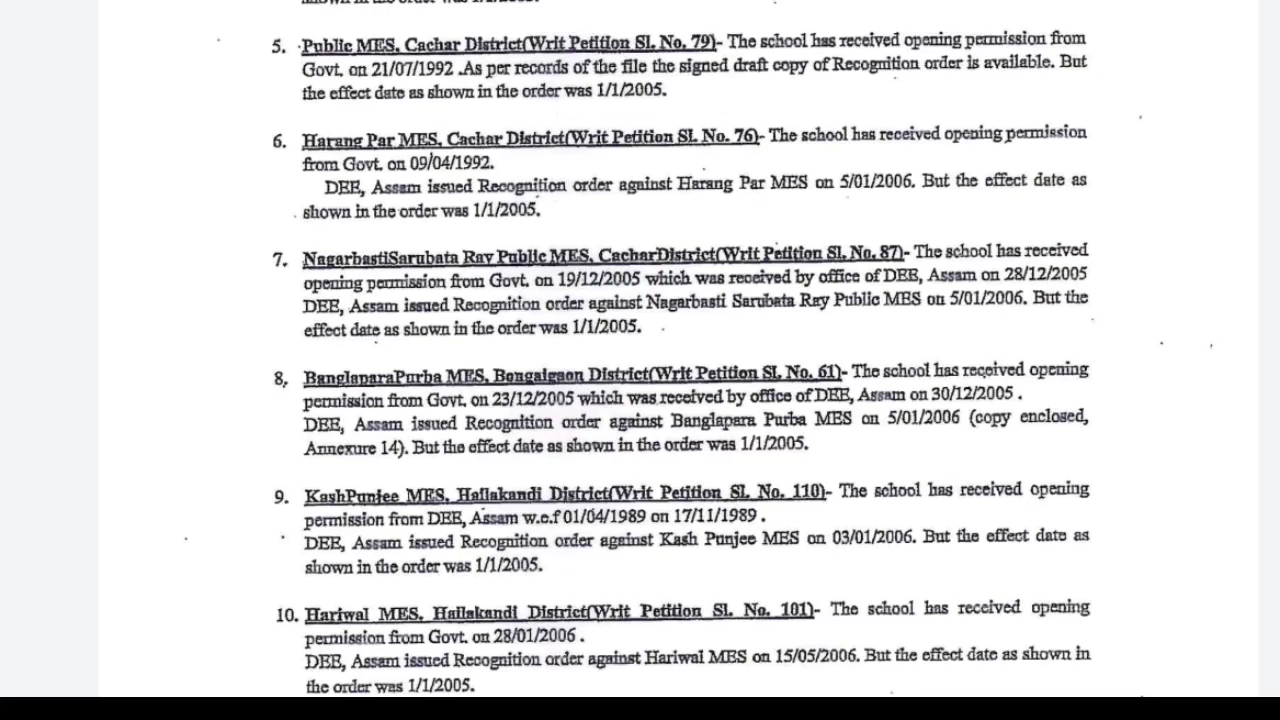 shown in the order was 1/1/2005.
5. Public MES, Cachar District(Writ Petition Sl. No. 79)- The school has received opening permission from
Govt. on 21/07/1992 .As per records of the file the signed draft copy of Recognition order is available. But
the effect date as shown in the order was 1/1/2005.
6. Harang Par MES, Cachar District(Writ Petition Sl. No. 76)- The school has received opening permission
from Govt. on 09/04/1992.
DEE, Assam issued Recognition order against Harang Par MES on 5/01/2006. But the effect date as
shown in the order was 1/1/2005.
7. NagarbastiSarubata Ray Public MES, CacharDistrict(Writ Petition Sl. No. 87)- The school has received
opening permission from Govt. on 19/12/2005 which was received by office of DEE, Assam on 28/12/2005
DEE, Assam issued Recognition order against Nagarbasti Sarubata Ray Public MES on 5/01/2006. But the
effect date as shown in the order was 1/1/2005.
8. BanglaparaPurba MES, Bongaigaon District(Writ Petition Sl. No. 61)- The school has received opening
permission from Govt. on 23/12/2005 which was received by office of DEE, Assam on 30/12/2005 .
DEE, Assam issued Recognition order against Banglapara Purba MES on 5/01/2006 (copy enclosed,
Annexure 14). But the effect date as shown in the order was 1/1/2005.
9. KashPunjee MES, Hailakandi District(Writ Petition Sl. No. 110)- The school has received opening
permission from DEE, Assam w.e.f 01/04/1989 on 17/11/1989 .
DEE, Assam issued Recognition order against Kash Punjee MES on 03/01/2006. But the effect date as
shown in the order was 1/1/2005.
10. Hariwal MES, Hailakandi District(Writ Petition Sl. No. 101)- The school has received opening
permission from Govt. on 28/01/2006 .
DEE, Assam issued Recognition order against Hariwal MES on 15/05/2006. But the effect date as shown in
the order was 1/1/2005.